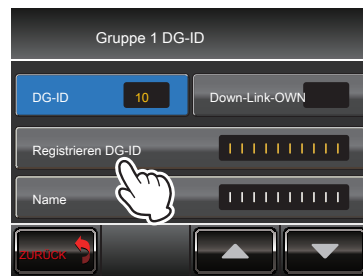 Gruppe 1 DG-ID
DG-ID 10 Down-Link-OWN
Registrieren DG-ID
Name
ZURÜCK